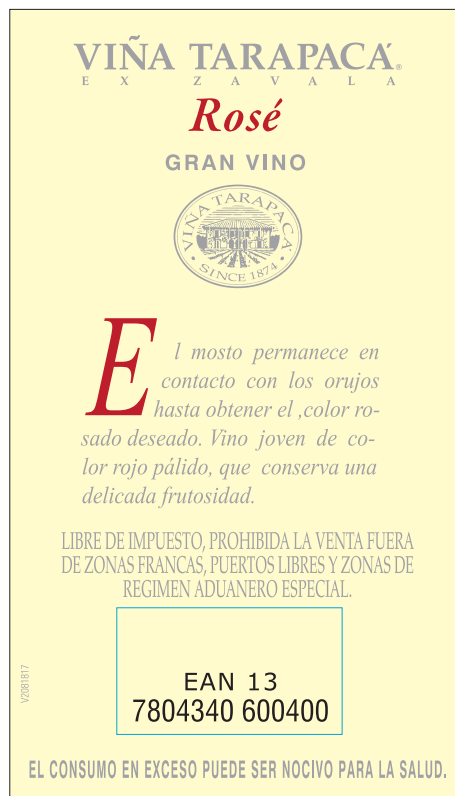 VIÑA TARAPACÁ®
EX ZAVALA
Rosé
GRAN VINO
VIÑA TARAPACÁ
SINCE 1874
El mosto permanece en
contacto con los orujos
hasta obtener el ,color ro-
sado deseado. Vino joven de co-
lor rojo pálido, que conserva una
delicada frutosidad.
LIBRE DE IMPUESTO, PROHIBIDA LA VENTA FUERA
DE ZONAS FRANCAS, PUERTOS LIBRES Y ZONAS DE
REGIMEN ADUANERO ESPECIAL.
V2081817
EAN 13
7804340 600400
EL CONSUMO EN EXCESO PUEDE SER NOCIVO PARA LA SALUD.